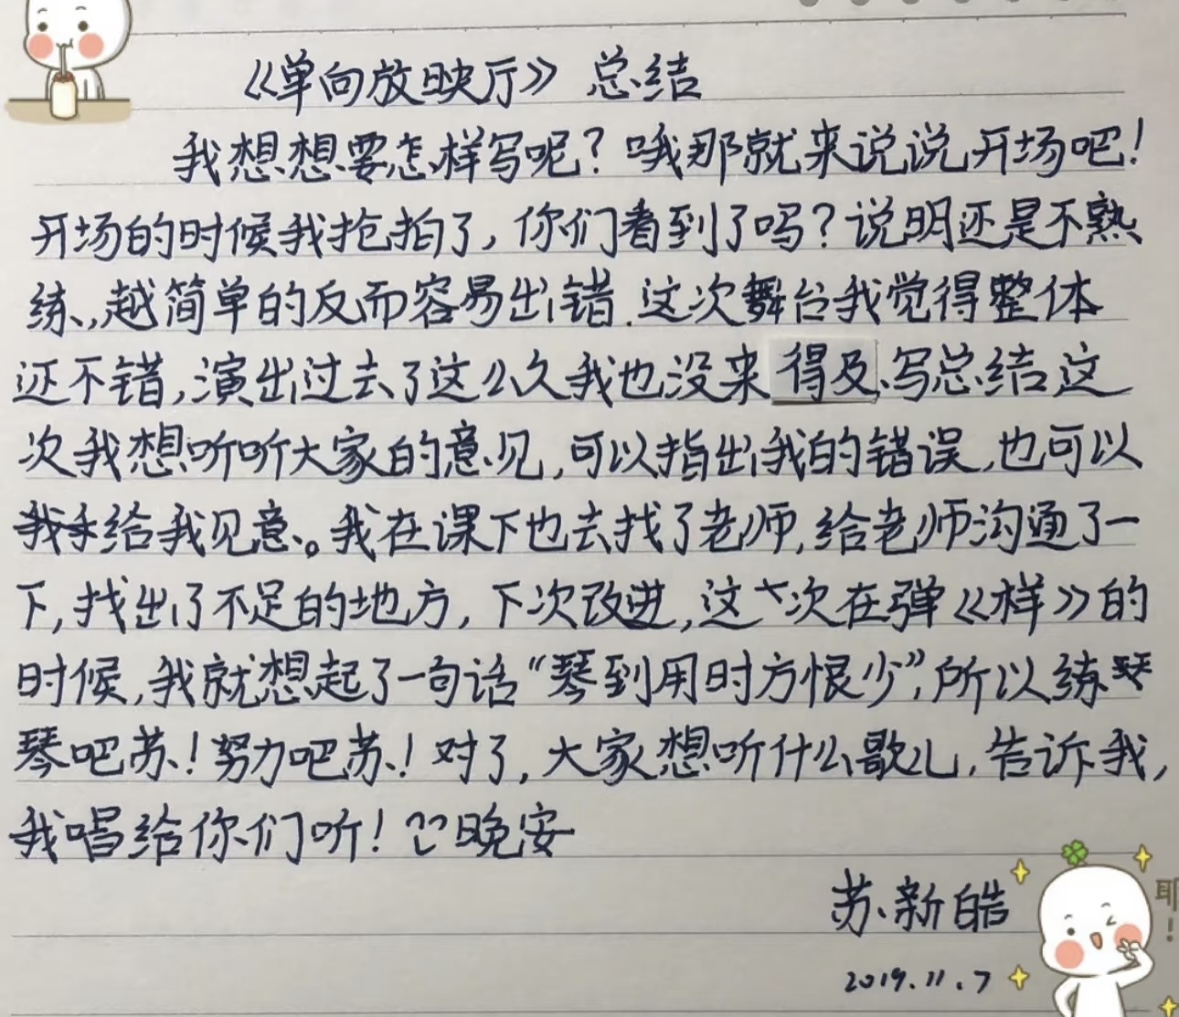 《单向放映厅》总结
我想想要怎样写呢？哦那就来说说开场吧！
开场的时候我抢拍了，你们看到了吗？说明还是不熟
练，越简单的反而容易出错.这次舞台我觉得整体
还不错，演出过去了这么久我也没来得及写总结这
次我想听听大家的意见，可以指出我的错误，也可以
给我见意。我在课下也去找了老师，给老师沟通了一
下，找出了不足的地方，下次改进，这次在弹《样》的
时候，我就想起了一句话“琴到用时方恨少”，所以练
琴吧苏！努力吧苏！对了，大家想听什么歌儿，告诉我，
我唱给你们听！晚安
苏新皓
2019.11.7
耶！